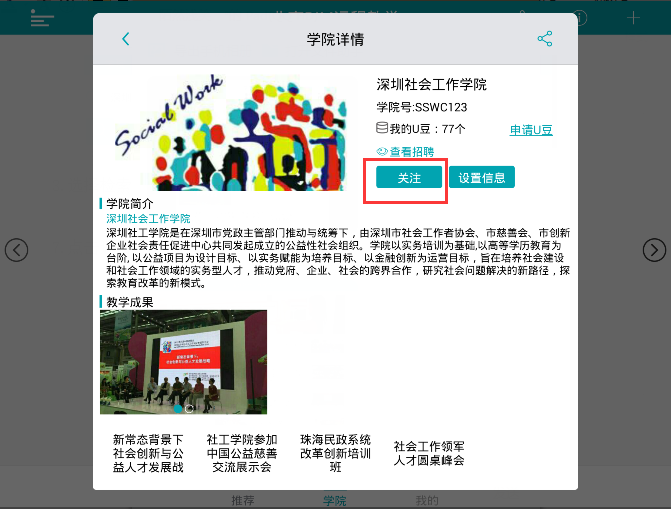 学院详情
Social Work
深圳社会工作学院
学院号:SSWC123
我的U豆：77个
申请U豆
查看招聘
关注
设置信息
学院简介
深圳社会工作学院
深圳社工学院是在深圳市党政主管部门推动与统筹下，由深圳市社会工作者协会、市慈善会、市创新
企业社会责任促进中心共同发起成立的公益性社会组织。学院以实务培训为基础,以高等学历教育为
台阶, 以公益项目为设计目标、以实务赋能为培养目标、以金融创新为运营目标，旨在培养社会建设
和社会工作领域的实务型人才，推动党府、企业、社会的跨界合作，研究社会问题解决的新路径，探
索教育改革的新模式。
教学成果
新常态背景下
社会创新与公
益人才发展战
社工学院参加
中国公益慈善
交流展示会
珠海民政系统
改革创新培训
班
社会工作领军
人才圆桌峰会
推荐
学院
我的